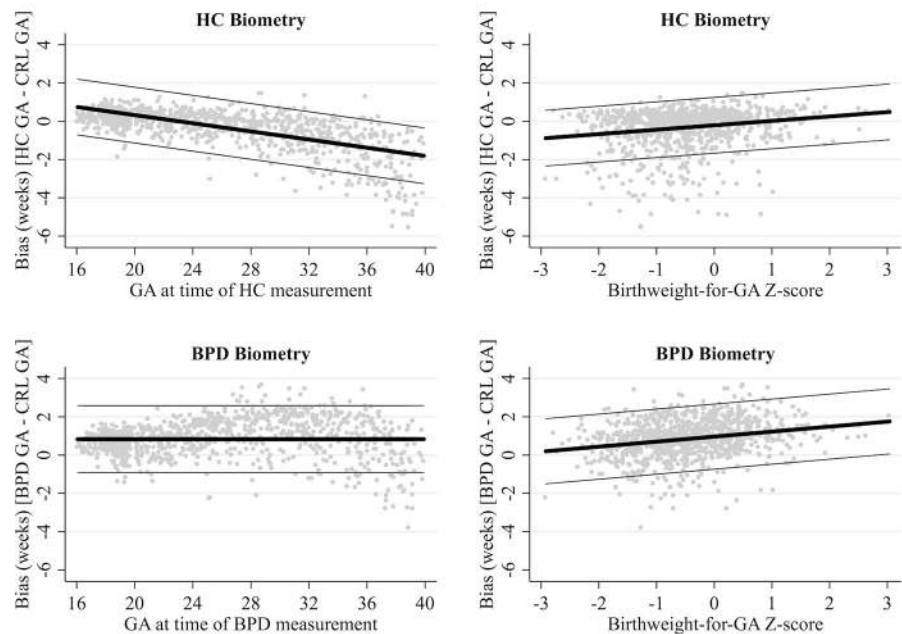 HC Biometry
Bias (weeks) [HC GA - CRL GA]
4
2
0
-2
-4
-6
16 20 24 28 32 36 40
GA at time of HC measurement
HC Biometry
Bias (weeks) [HC GA - CRL GA]
4
2
0
-2
-4
-6
-3 -2 -1 0 1 2 3
Birthweight-for-GA Z-score
BPD Biometry
Bias (weeks) [BPD GA - CRL GA]
4
2
0
-2
-4
-6
16 20 24 28 32 36 40
GA at time of BPD measurement
BPD Biometry
Bias (weeks) [BPD GA - CRL GA]
4
2
0
-2
-4
-6
-3 -2 -1 0 1 2 3
Birthweight-for-GA Z-score